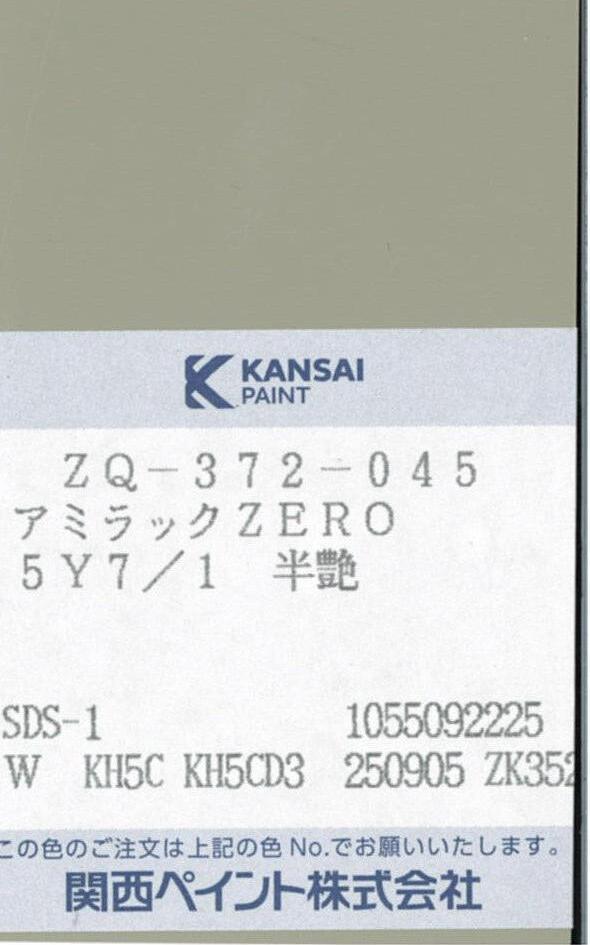 KANSAI
PAINT
ZQ-372-045
アミラックZERO
5Y7/1 半艶
SDS-1 1055092225
W KH5C KH5CD3 250905 ZK352
この色のご注文は上記の色 No.でお願いいたします。
関西ペイント株式会社